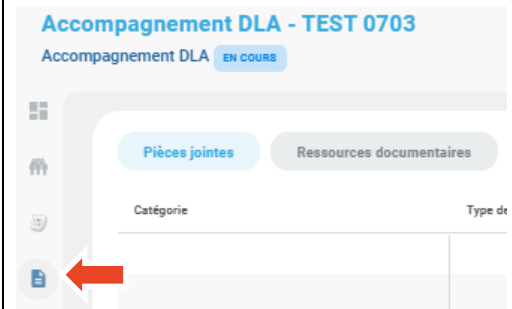 Accompagnement DLA - TEST 0703
Accompagnement DLA EN COURS
Pièces jointes Ressources documentaires
Catégorie Type de